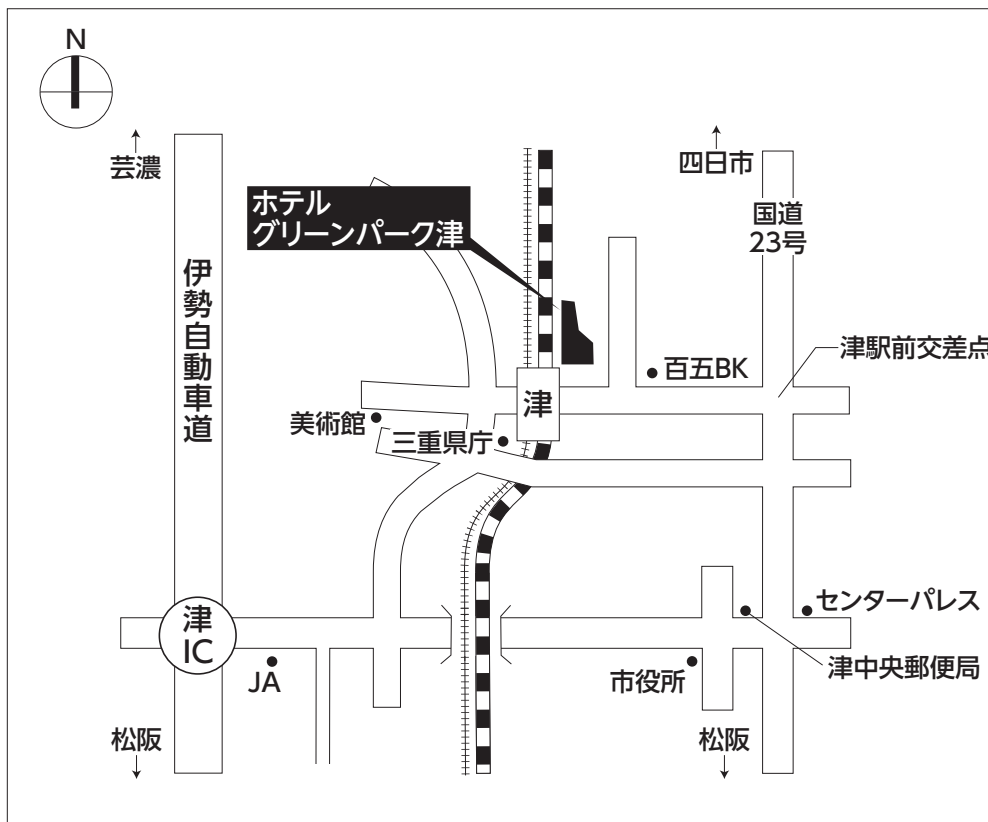 N
芸濃
四日市
ホテル
グリーンパーク津
国道
23号
伊勢自動車道
津駅前交差点
百五BK
津
美術館
三重県庁
センターパレス
津
IC
津中央郵便局
JA
市役所
松阪
松阪